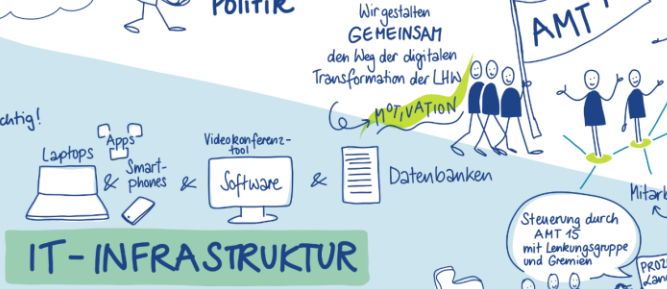 POLITIK
Wir gestalten
GEMEINSAM
den Weg der digitalen
Transformation der LHW
MOTIVATION
AMT
chtig!
Apps
Laptops
&
Smart-
phones
&
Videokonferenz-
tool
Software
&
Datenbanken
IT-INFRASTRUKTUR
Mitarb
Steuerung durch
AMT 15
mit Lenkungsgruppe
und Gremien
PROZ
Land